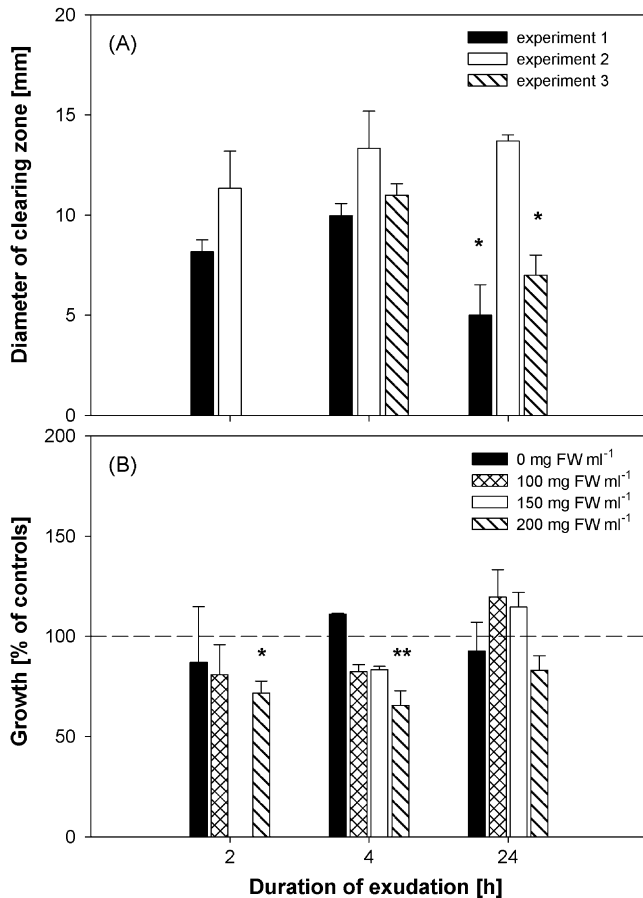 (A)
experiment 1
experiment 2
experiment 3
Diameter of clearing zone [mm]
20
15
10
5
0
*
*
(B)
0 mg FW ml⁻¹
100 mg FW ml⁻¹
150 mg FW ml⁻¹
200 mg FW ml⁻¹
Growth [% of controls]
200
150
100
50
0
*
**
2 4 24
Duration of exudation [h]